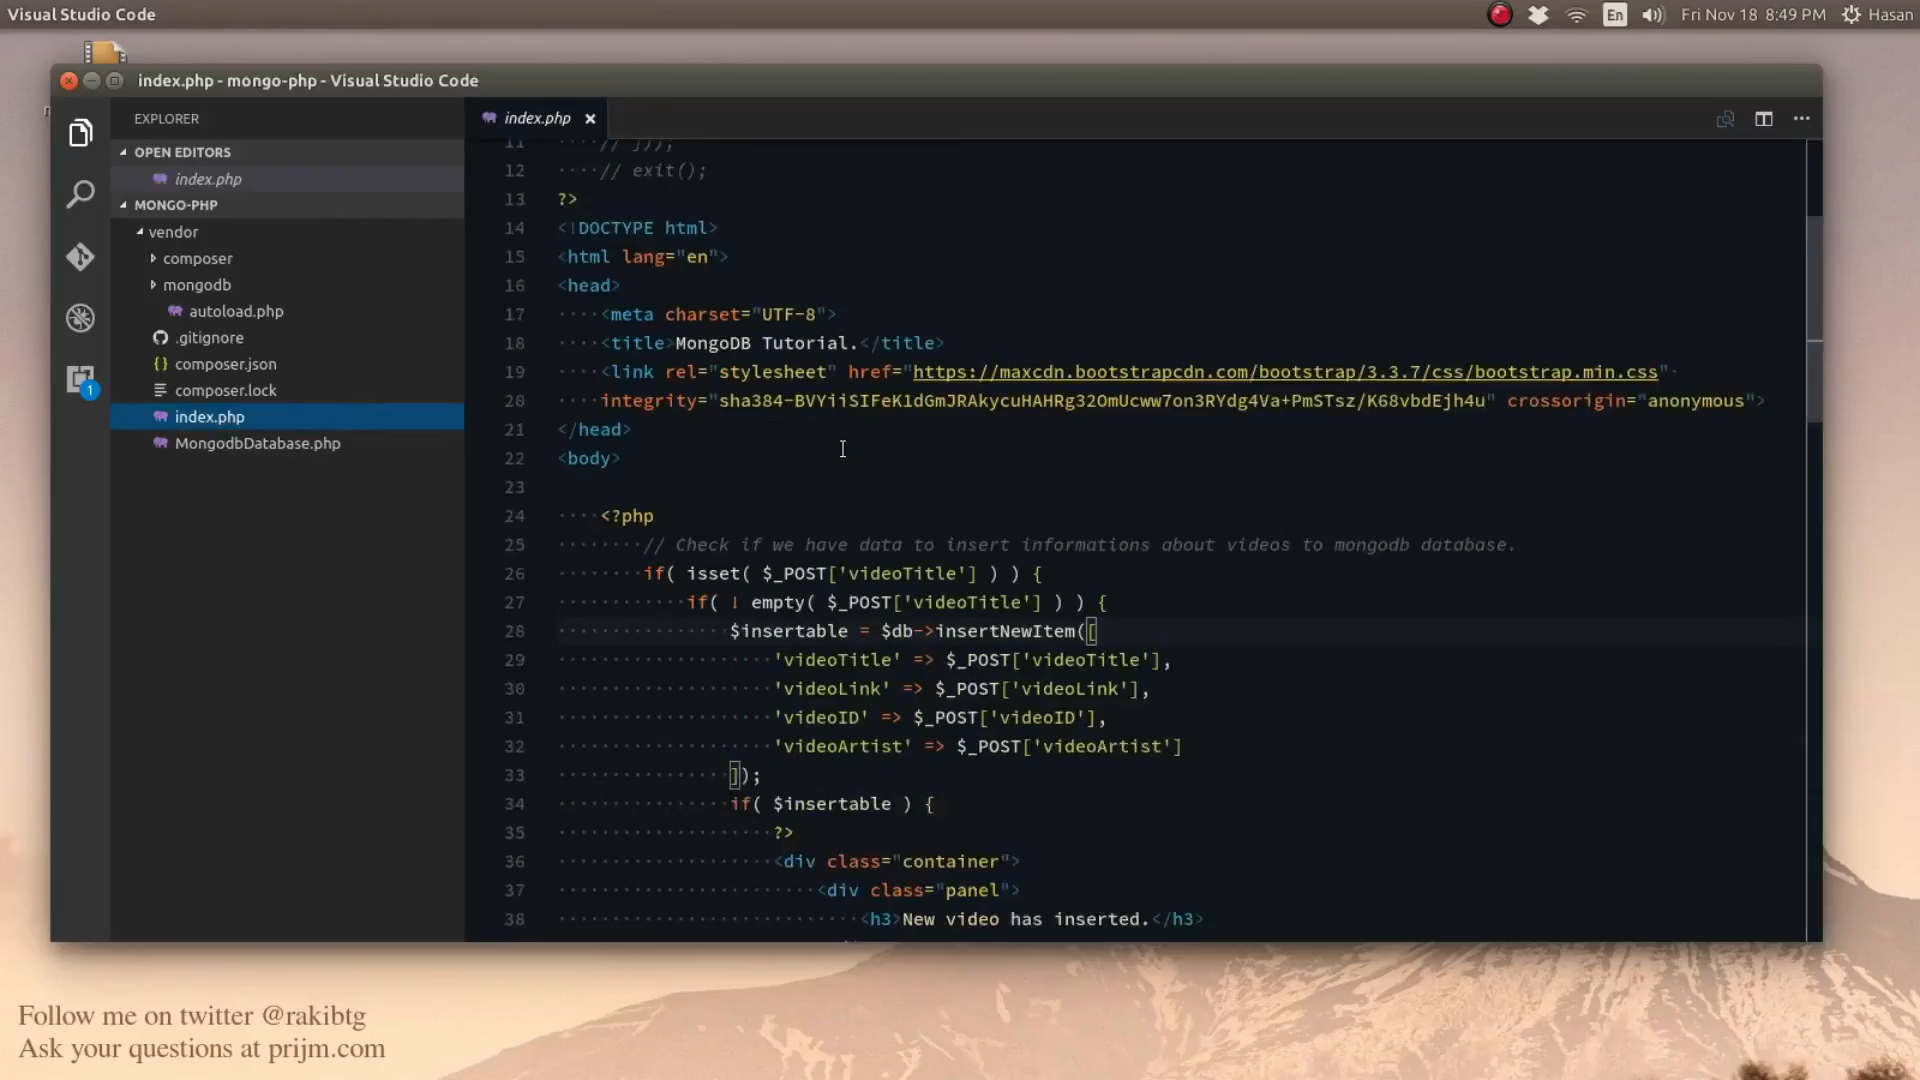 Visual Studio Code
En
Fri Nov 18 8:49 PM
Hasan
index.php - mongo-php - Visual Studio Code
EXPLORER
OPEN EDITORS
index.php
MONGO-PHP
vendor
composer
mongodb
autoload.php
.gitignore
composer.json
composer.lock
index.php
MongodbDatabase.php
1
index.php
11 // ]));
12 // exit();
13 ?>
14 <!DOCTYPE html>
15 <html lang="en">
16 <head>
17 <meta charset="UTF-8">
18 <title>MongoDB Tutorial.</title>
19 <link rel="stylesheet" href="https://maxcdn.bootstrapcdn.com/bootstrap/3.3.7/css/bootstrap.min.css"
20 integrity="sha384-BVYiiSIFeK1dGmJRAkycuHAHRg32OmUcww7on3RYdg4Va+PmSTsz/K68vbdEjh4u" crossorigin="anonymous">
21 </head>
22 <body>
23
24 <?php
25 // Check if we have data to insert informations about videos to mongodb database.
26 if( isset( $_POST['videoTitle'] ) ) {
27 if( ! empty( $_POST['videoTitle'] ) ) {
28 $insertable = $db->insertNewItem([
29 'videoTitle' => $_POST['videoTitle'],
30 'videoLink' => $_POST['videoLink'],
31 'videoID' => $_POST['videoID'],
32 'videoArtist' => $_POST['videoArtist']
33 ]);
34 if( $insertable ) {
35 ?>
36 <div class="container">
37 <div class="panel">
38 <h3>New video has inserted.</h3>
Follow me on twitter @rakibtg
Ask your questions at prijm.com